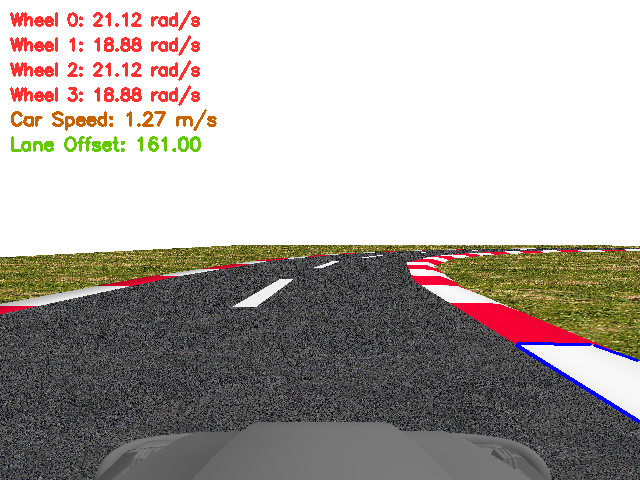 Wheel 0: 21.12 rad/s
Wheel 1: 18.88 rad/s
Wheel 2: 21.12 rad/s
Wheel 3: 18.88 rad/s
Car Speed: 1.27 m/s
Lane Offset: 161.00